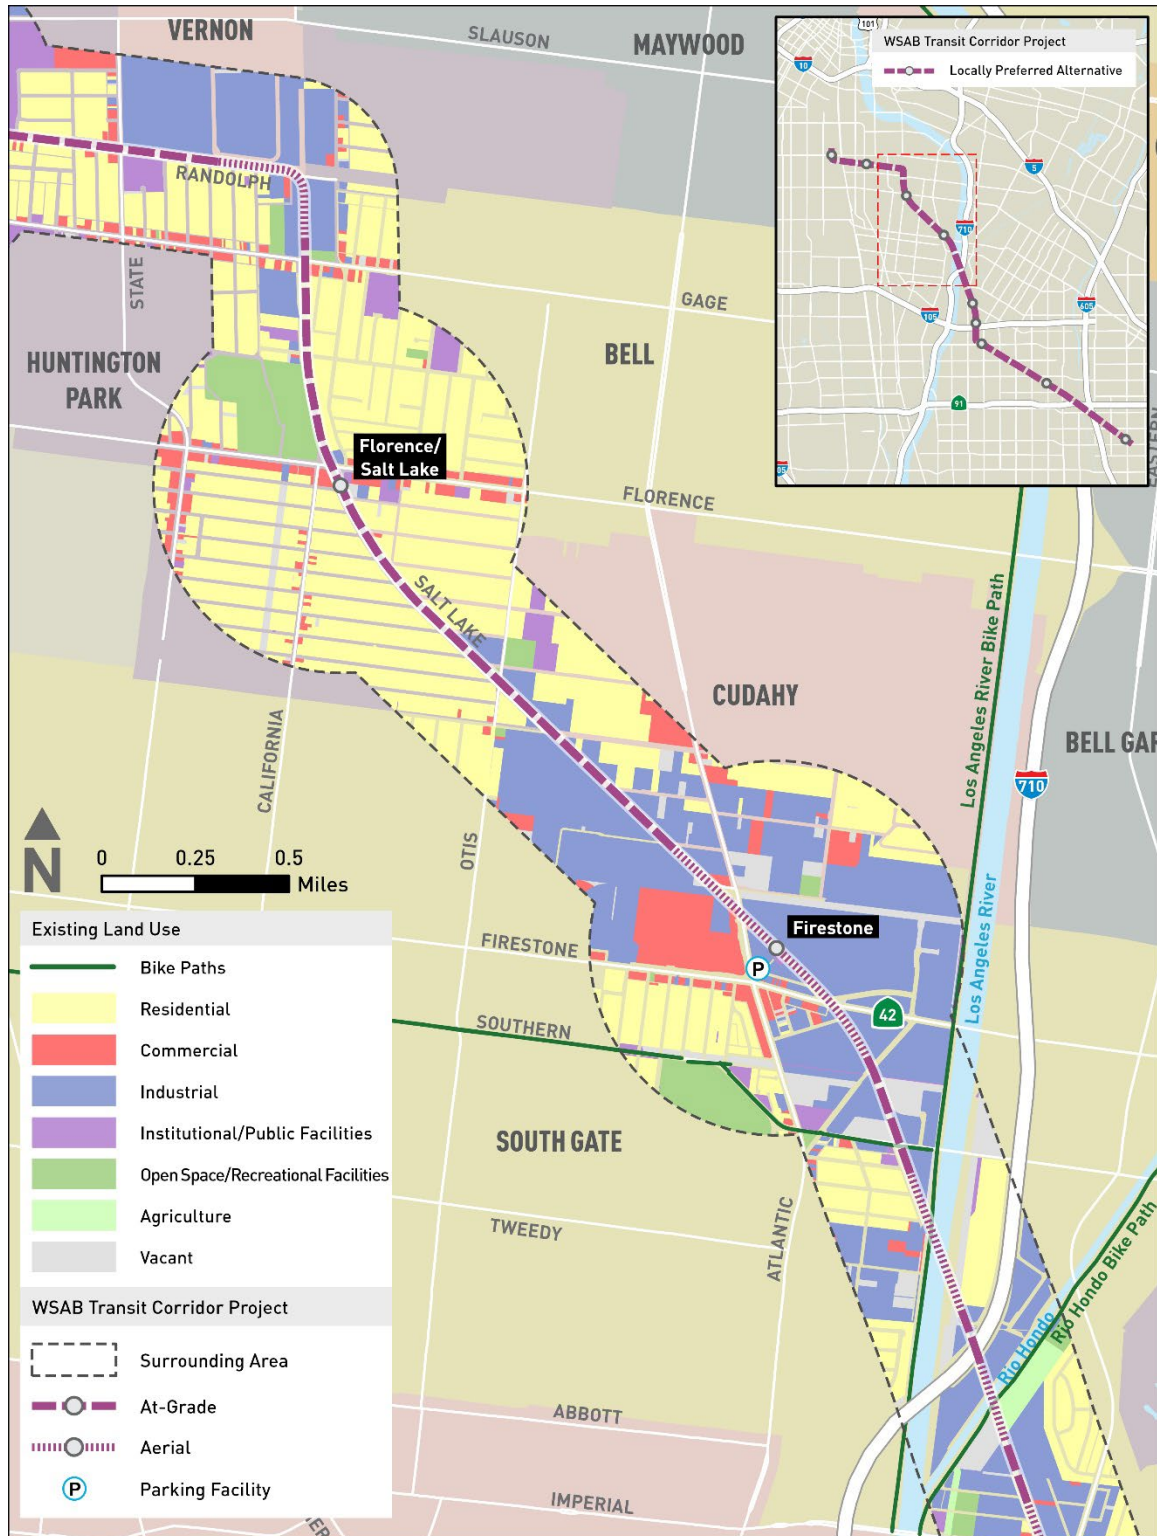 VERNON
SLAUSON
MAYWOOD
101
WSAB Transit Corridor Project
Locally Preferred Alternative
10
5
710
105
605
91
EASTERN
RANDOLPH
STATE
GAGE
HUNTINGTON
PARK
BELL
Florence/
Salt Lake
FLORENCE
SALT LAKE
CUDAHY
Los Angeles River Bike Path
BELL GAR
710
CALIFORNIA
OTIS
N
0 0.25 0.5
Miles
Firestone
P
FIRESTONE
Los Angeles River
42
SOUTHERN
SOUTH GATE
TWEEDY
ATLANTIC
Rio Hondo
Rio Hondo Bike Path
ABBOTT
IMPERIAL
Existing Land Use
Bike Paths
Residential
Commercial
Industrial
Institutional/Public Facilities
Open Space/Recreational Facilities
Agriculture
Vacant
WSAB Transit Corridor Project
Surrounding Area
At-Grade
Aerial
P Parking Facility